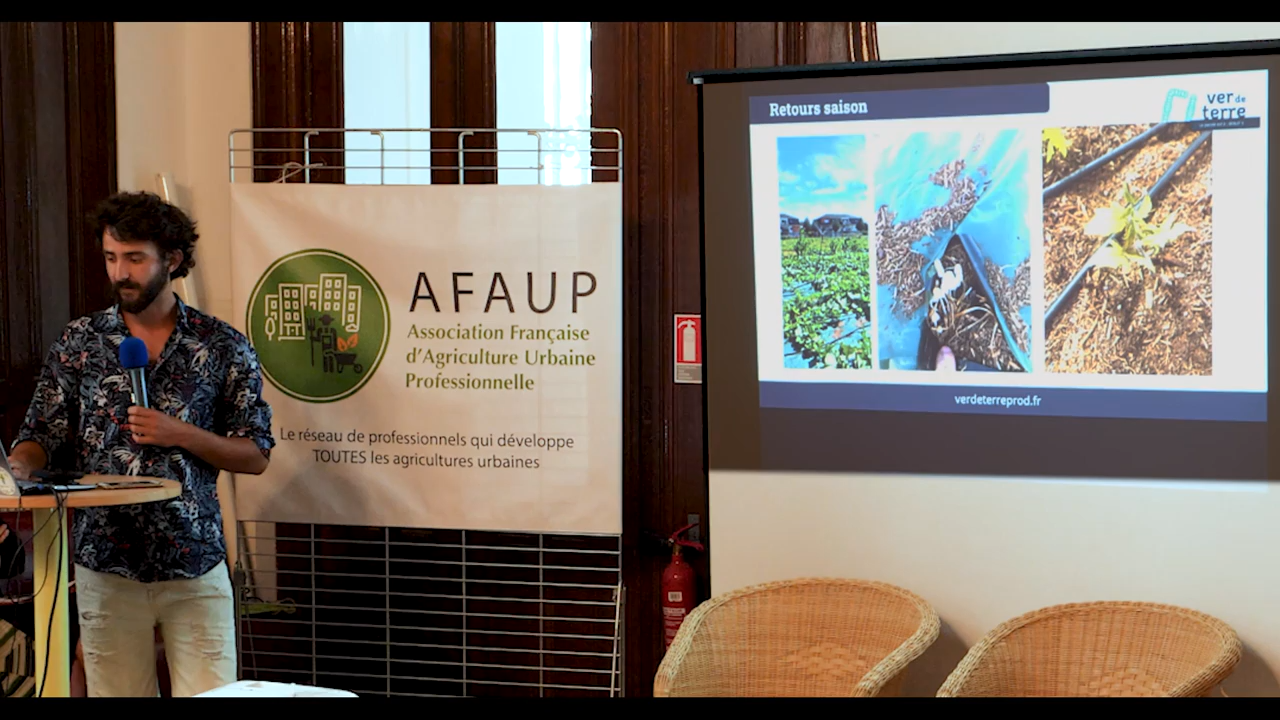 AFAUP
Association Française
d'Agriculture Urbaine
Professionnelle
Le réseau de professionnels qui développe
TOUTES les agricultures urbaines
Retours saison
ver de
terre
verdeterreprod.fr